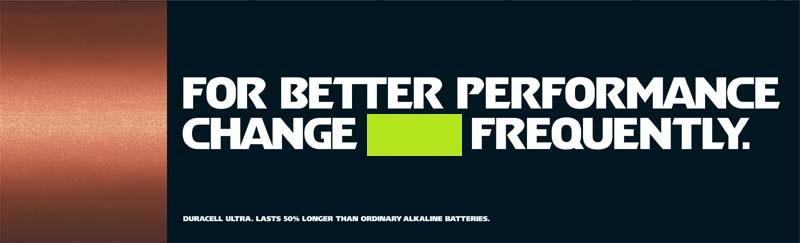 FOR BETTER PERFORMANCE
CHANGE FREQUENTLY.
DURACELL ULTRA. LASTS 50% LONGER THAN ORDINARY ALKALINE BATTERIES.